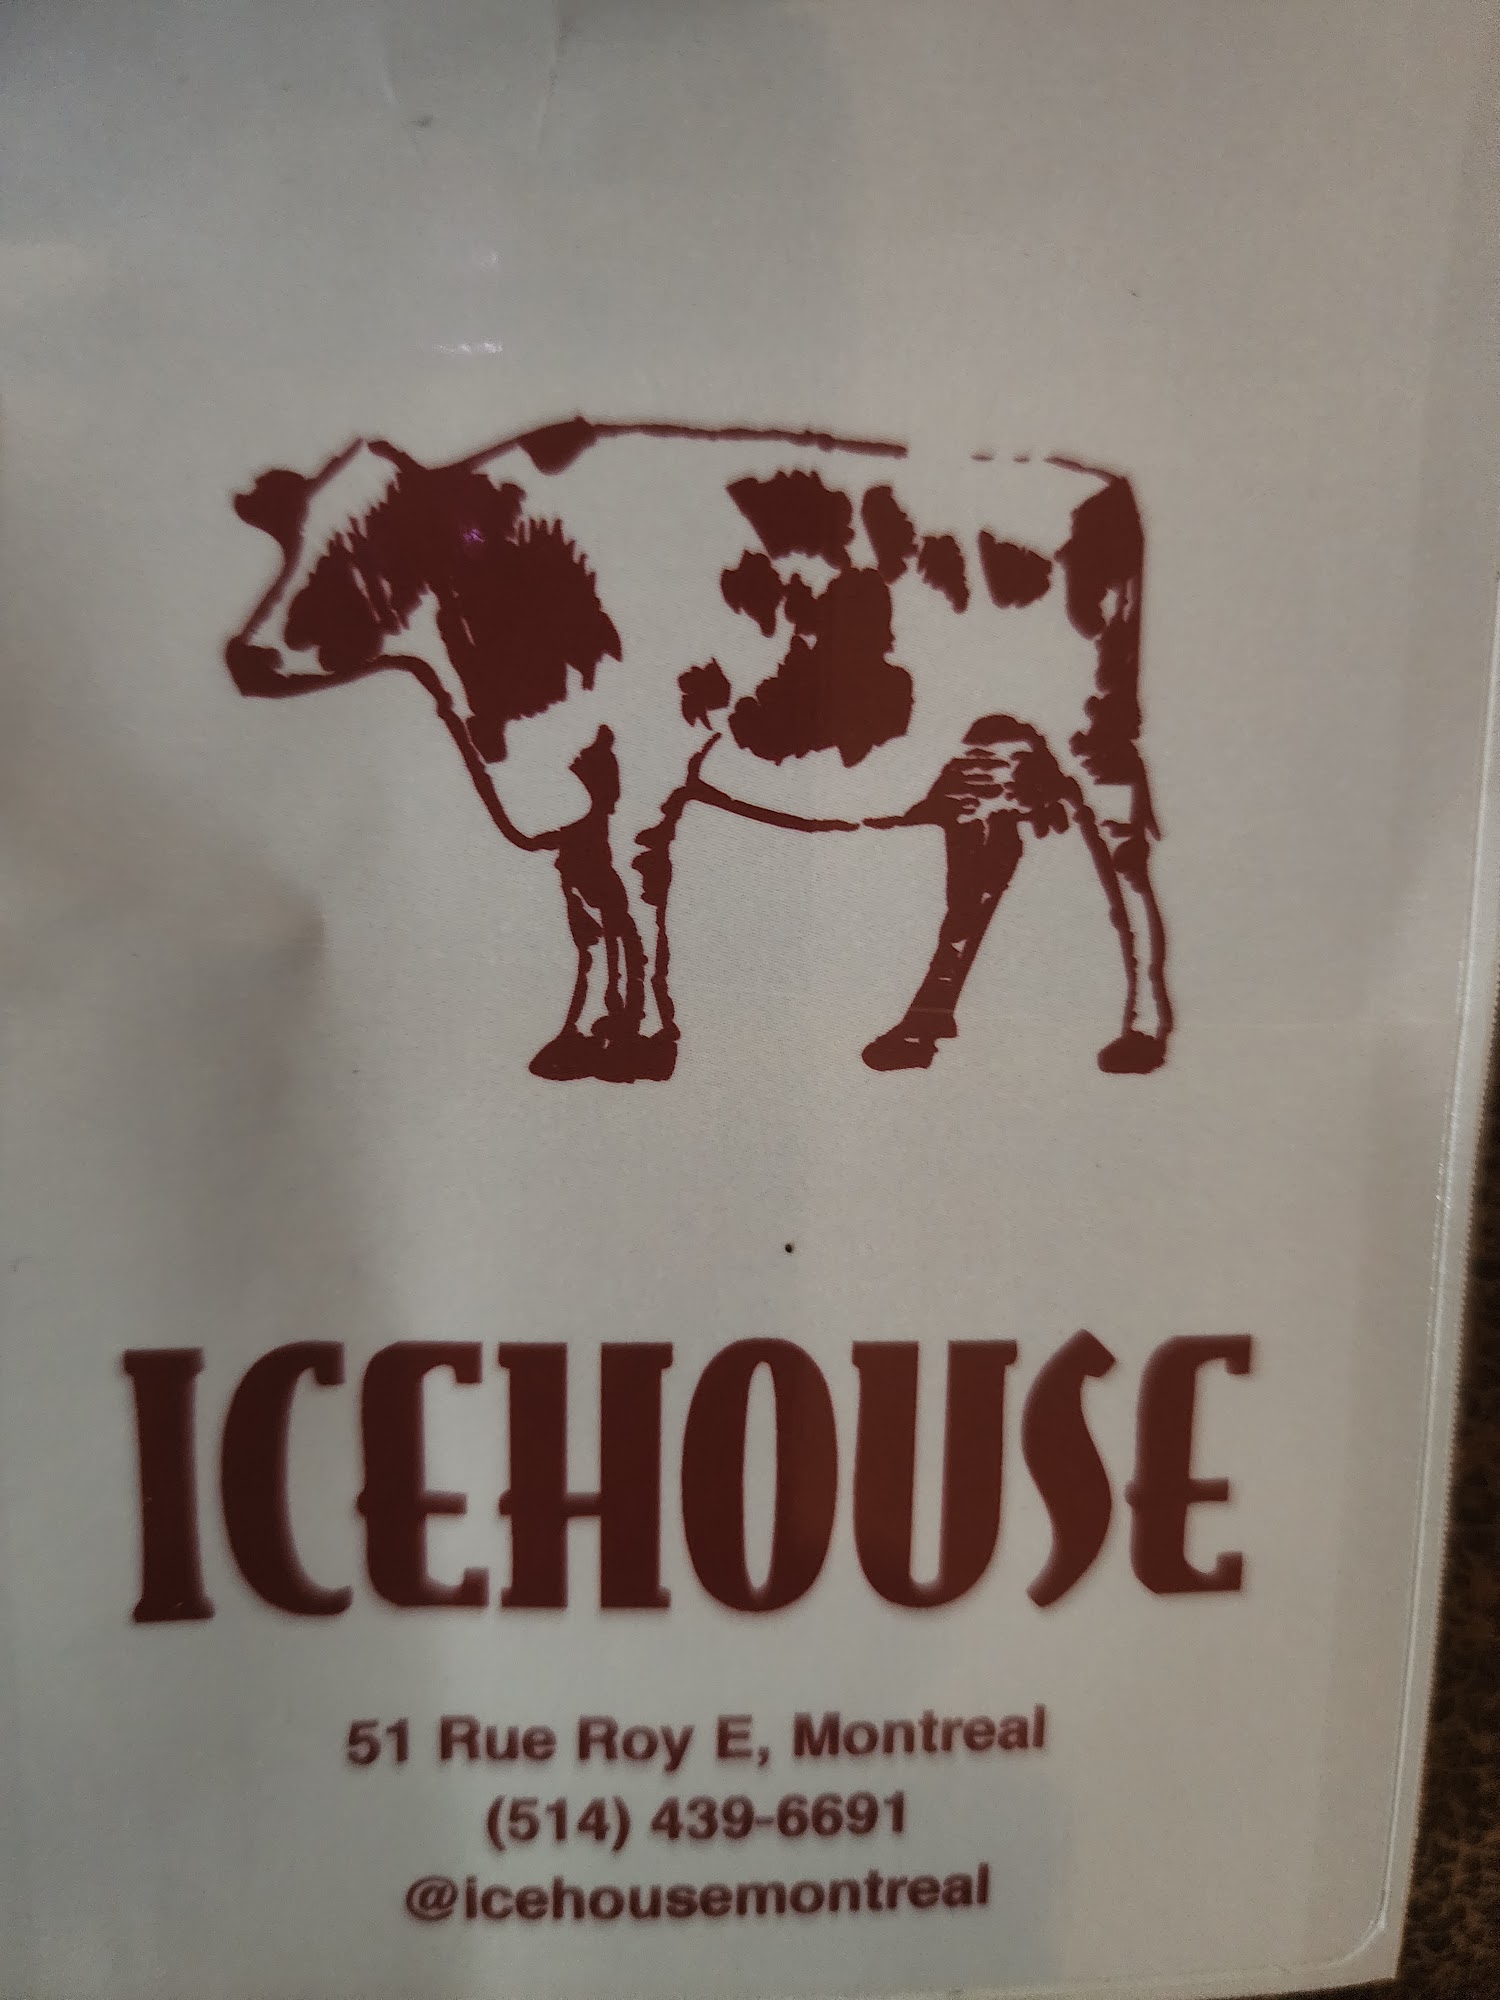 ICEHOUSE
51 Rue Roy E, Montreal
(514) 439-6691
@icehousemontreal